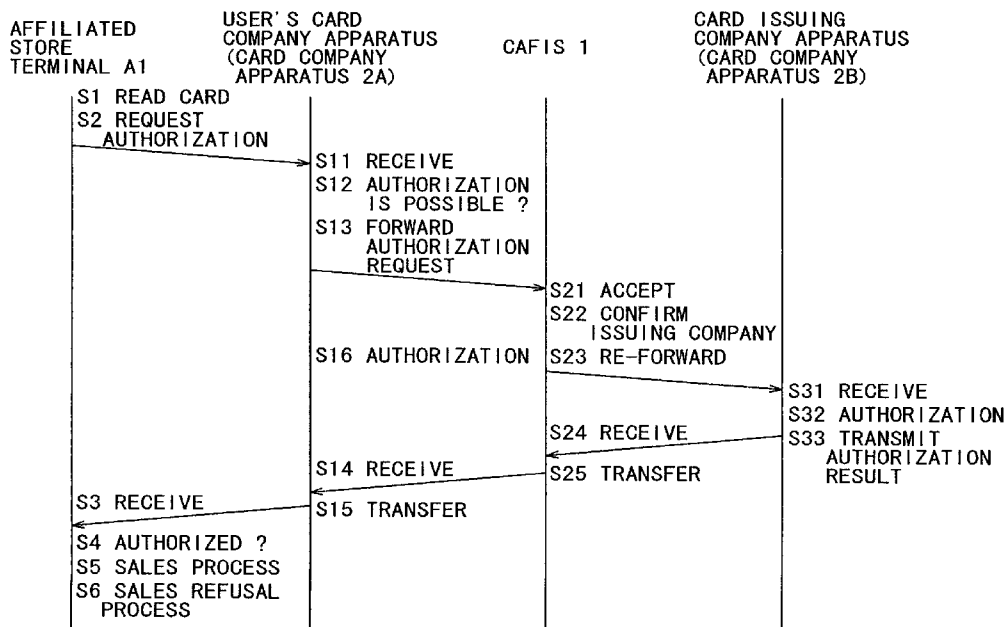 AFFILIATED
STORE
TERMINAL A1
USER'S CARD
COMPANY APPARATUS
(CARD COMPANY
APPARATUS 2A)
CAFIS 1
CARD ISSUING
COMPANY APPARATUS
(CARD COMPANY
APPARATUS 2B)
S1 READ CARD
S2 REQUEST
AUTHORIZATION
S11 RECEIVE
S12 AUTHORIZATION
IS POSSIBLE ?
S13 FORWARD
AUTHORIZATION
REQUEST
S21 ACCEPT
S22 CONFIRM
ISSUING COMPANY
S16 AUTHORIZATION
S23 RE-FORWARD
S31 RECEIVE
S32 AUTHORIZATION
S33 TRANSMIT
AUTHORIZATION
RESULT
S24 RECEIVE
S25 TRANSFER
S14 RECEIVE
S15 TRANSFER
S3 RECEIVE
S4 AUTHORIZED ?
S5 SALES PROCESS
S6 SALES REFUSAL
PROCESS